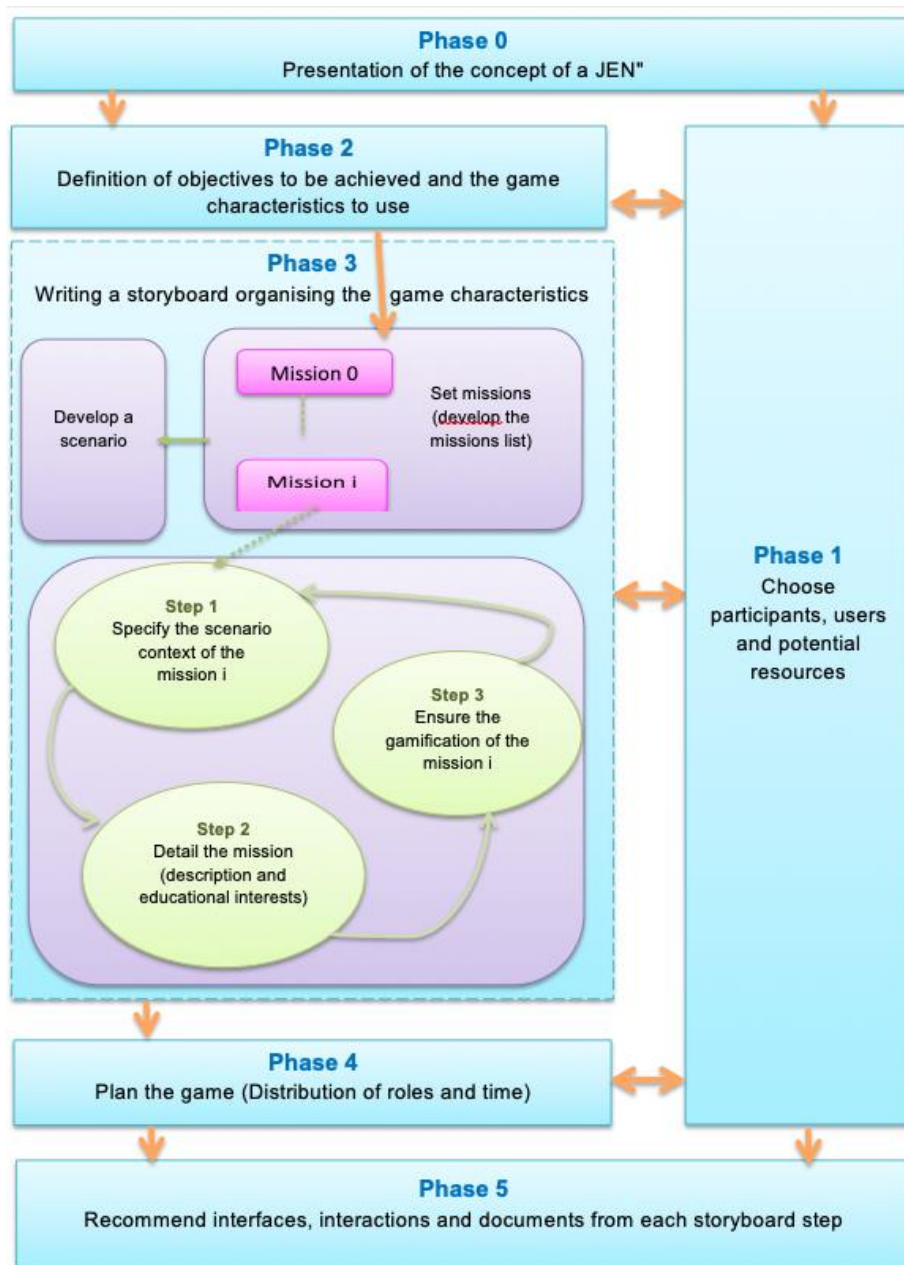 Phase 0
Presentation of the concept of a JEN"
Phase 2
Definition of objectives to be achieved and the game
characteristics to use
Phase 3
Writing a storyboard organising the game characteristics
Develop a
scenario
Mission 0
Mission i
Set missions
(develop the
missions list)
Step 1
Specify the scenario
context of the
mission i
Step 3
Ensure the
gamification of the
mission i
Step 2
Detail the mission
(description and
educational interests)
Phase 1
Choose
participants, users
and potential
resources
Phase 4
Plan the game (Distribution of roles and time)
Phase 5
Recommend interfaces, interactions and documents from each storyboard step